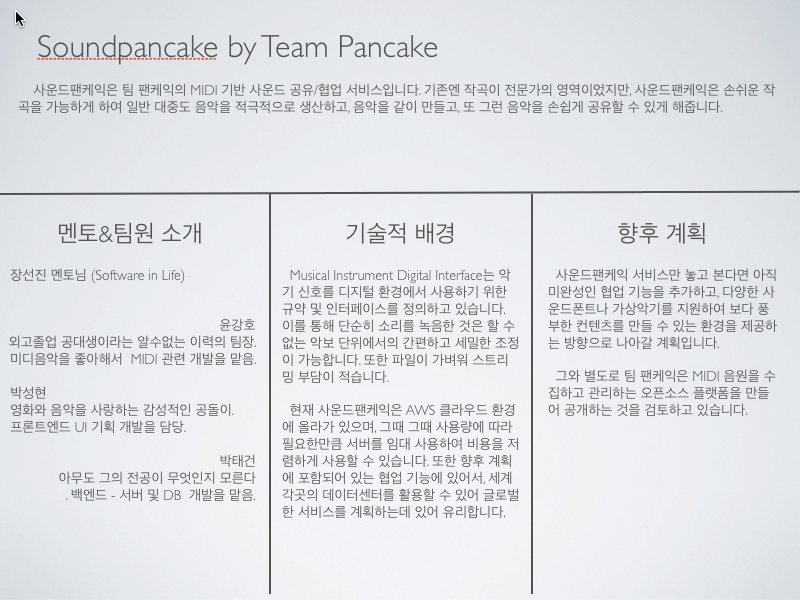 Soundpancake by Team Pancake
사운드팬케익은 팀 팬케익의 MIDI 기반 사운드 공유/협업 서비스입니다. 기존엔 작곡이 전문가의 영역이었지만, 사운드팬케익은 손쉬운 작
곡을 가능하게 하여 일반 대중도 음악을 적극적으로 생산하고, 음악을 같이 만들고, 또 그런 음악을 손쉽게 공유할 수 있게 해줍니다.
멘토&팀원 소개
장선진 멘토님 (Software in Life)
윤강호
외고졸업 공대생이라는 알수없는 이력의 팀장.
미디음악을 좋아해서 MIDI 관련 개발을 맡음.
박성현
영화와 음악을 사랑하는 감성적인 공돌이.
프론트엔드 UI 기획 개발을 담당.
박태건
아무도 그의 전공이 무엇인지 모른다
. 백엔드 - 서버 및 DB 개발을 맡음.
기술적 배경
Musical Instrument Digital Interface는 악
기 신호를 디지털 환경에서 사용하기 위한
규약 및 인터페이스를 정의하고 있습니다.
이를 통해 단순히 소리를 녹음한 것은 할 수
없는 악보 단위에서의 간편하고 세밀한 조정
이 가능합니다. 또한 파일이 가벼워 스트리
밍 부담이 적습니다.
현재 사운드팬케익은 AWS 클라우드 환경
에 올라가 있으며, 그때 그때 사용량에 따라
필요한만큼 서버를 임대 사용하여 비용을 저
렴하게 사용할 수 있습니다. 또한 향후 계획
에 포함되어 있는 협업 기능에 있어서, 세계
각곳의 데이터센터를 활용할 수 있어 글로벌
한 서비스를 계획하는데 있어 유리합니다.
향후 계획
사운드팬케익 서비스만 놓고 본다면 아직
미완성인 협업 기능을 추가하고, 다양한 사
운드폰트나 가상악기를 지원하여 보다 풍
부한 컨텐츠를 만들 수 있는 환경을 제공하
는 방향으로 나아갈 계획입니다.
그와 별도로 팀 팬케익은 MIDI 음원을 수
집하고 관리하는 오픈소스 플랫폼을 만들
어 공개하는 것을 검토하고 있습니다.